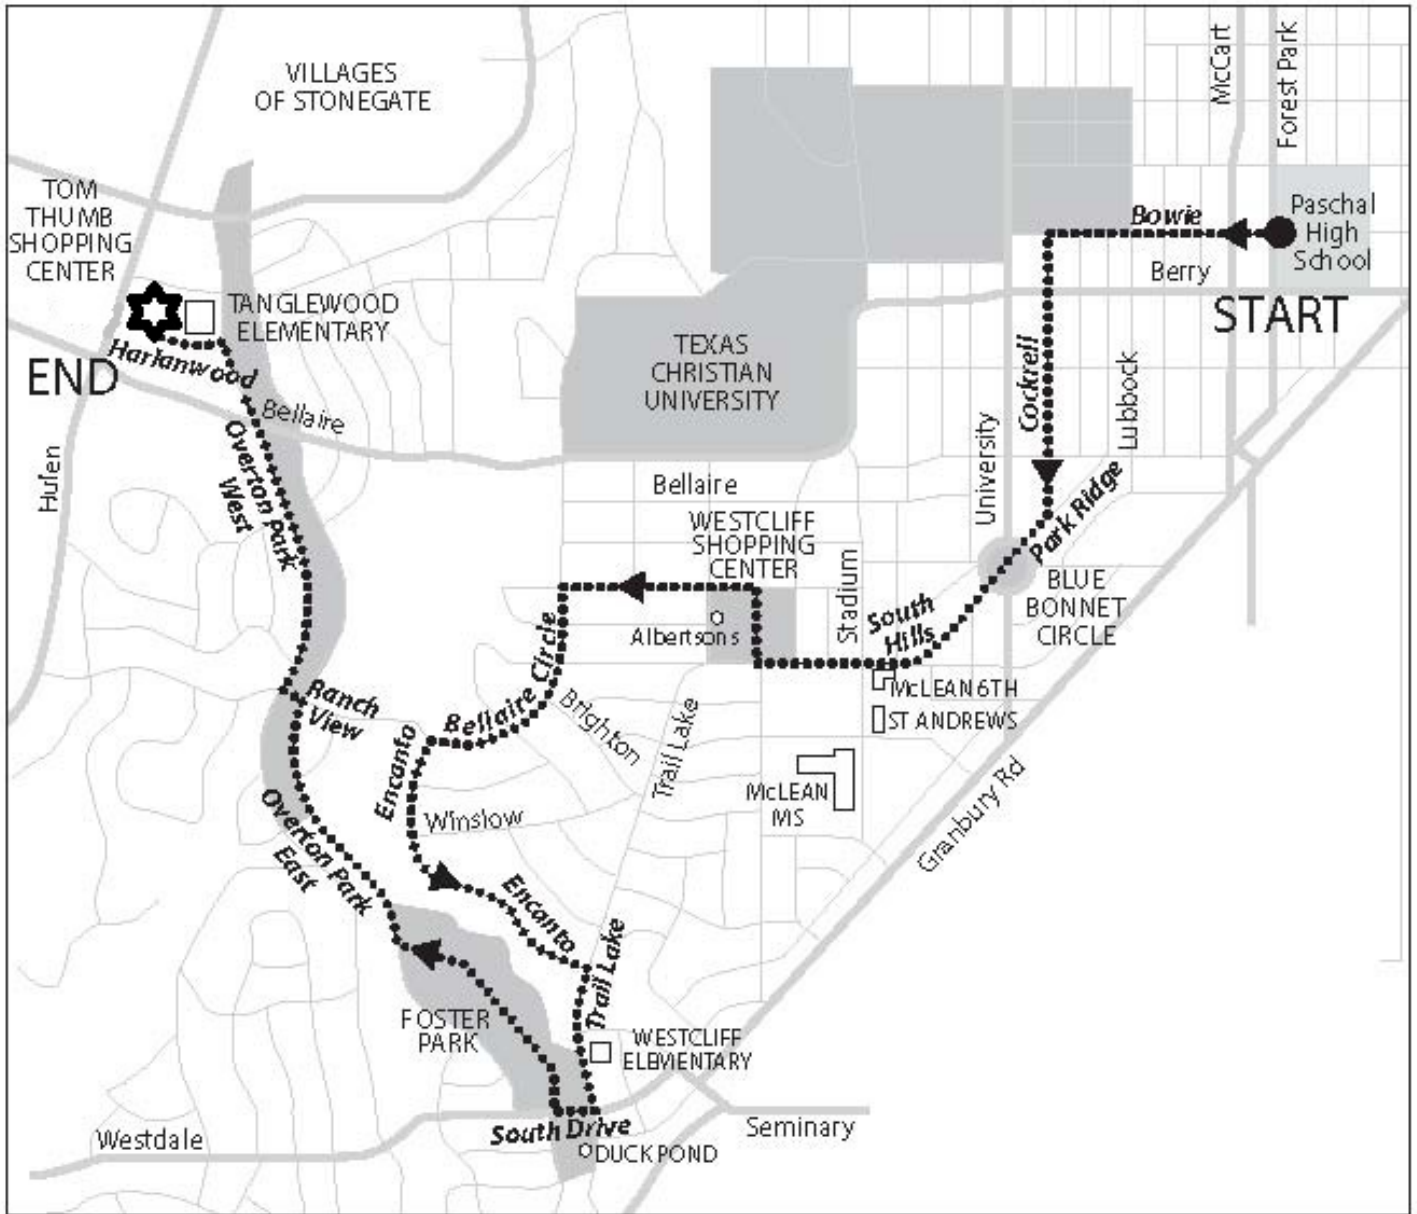 VILLAGES
OF STONEGATE
McCart
Forest Park
TOM
THUMB
SHOPPING
CENTER
Paschal
High
School
Bowie
Berry
START
TANGLEWOOD
ELEMENTARY
Harlanwood
END
TEXAS
CHRISTIAN
UNIVERSITY
Cockrell
Lubbock
University
Bellaire
Overton Park
West
Hulen
Bellaire
WESTCLIFF
SHOPPING
CENTER
Park Ridge
Stadium
South
Hills
BLUE
BONNET
CIRCLE
Albertsons
Bellaire Circle
Ranch
View
Brighton
McLEAN 6TH
ST ANDREWS
Encanto
Trail Lake
McLEAN
MS
Winslow
Granbury Rd
Overton Park
East
Encanto
Trail Lake
FOSTER
PARK
WESTCLIFF
ELEMENTARY
South Drive
Seminary
Westdale
DUCK POND